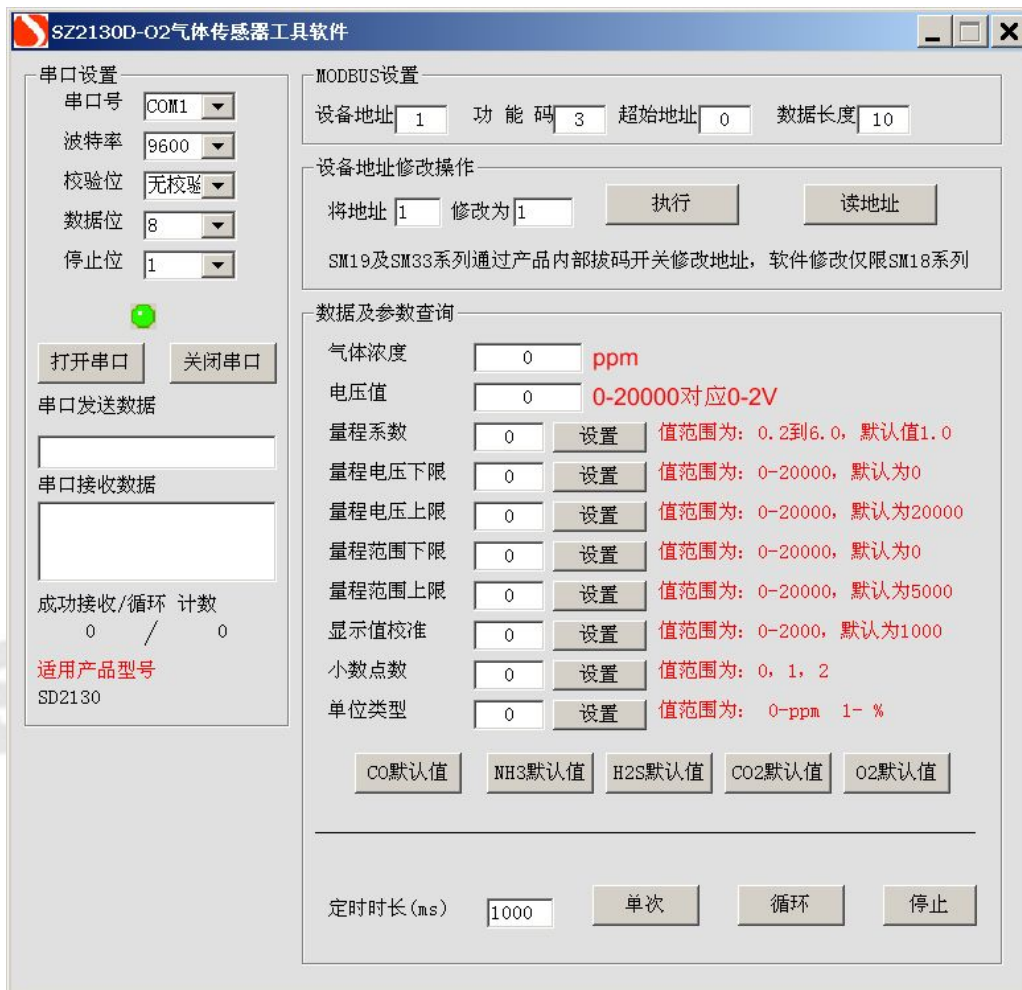 SZ2130D-O2气体传感器工具软件
串口设置
串口号 COM1
波特率 9600
校验位 无校验
数据位 8
停止位 1
打开串口 关闭串口
串口发送数据
串口接收数据
成功接收/循环 计数
0 / 0
适用产品型号
SD2130
MODBUS设置
设备地址 1 功 能 码 3 超始地址 0 数据长度 10
设备地址修改操作
将地址 1 修改为 1 执行 读地址
SM19及SM33系列通过产品内部拔码开关修改地址，软件修改仅限SM18系列
数据及参数查询
气体浓度 0 ppm
电压值 0 0-20000对应0-2V
量程系数 0 设置 值范围为：0.2到6.0，默认值1.0
量程电压下限 0 设置 值范围为：0-20000，默认为0
量程电压上限 0 设置 值范围为：0-20000，默认为20000
量程范围下限 0 设置 值范围为：0-20000，默认为0
量程范围上限 0 设置 值范围为：0-20000，默认为5000
显示值校准 0 设置 值范围为：0-2000，默认为1000
小数点数 0 设置 值范围为：0，1，2
单位类型 0 设置 值范围为： 0-ppm 1- %
CO默认值 NH3默认值 H2S默认值 CO2默认值 O2默认值
定时时长(ms) 1000 单次 循环 停止